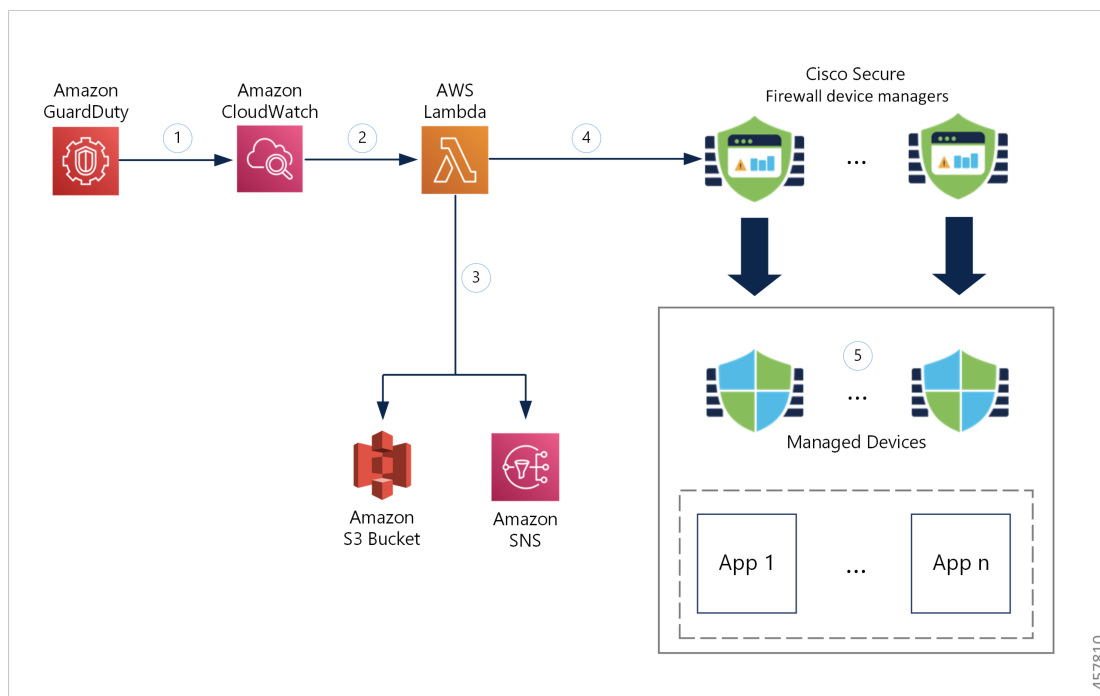 Amazon
GuardDuty
1
Amazon
CloudWatch
2
AWS
Lambda
4
Cisco Secure
Firewall device managers
...
3
5
...
Managed Devices
Amazon
S3 Bucket
Amazon
SNS
App 1
...
App n
457810